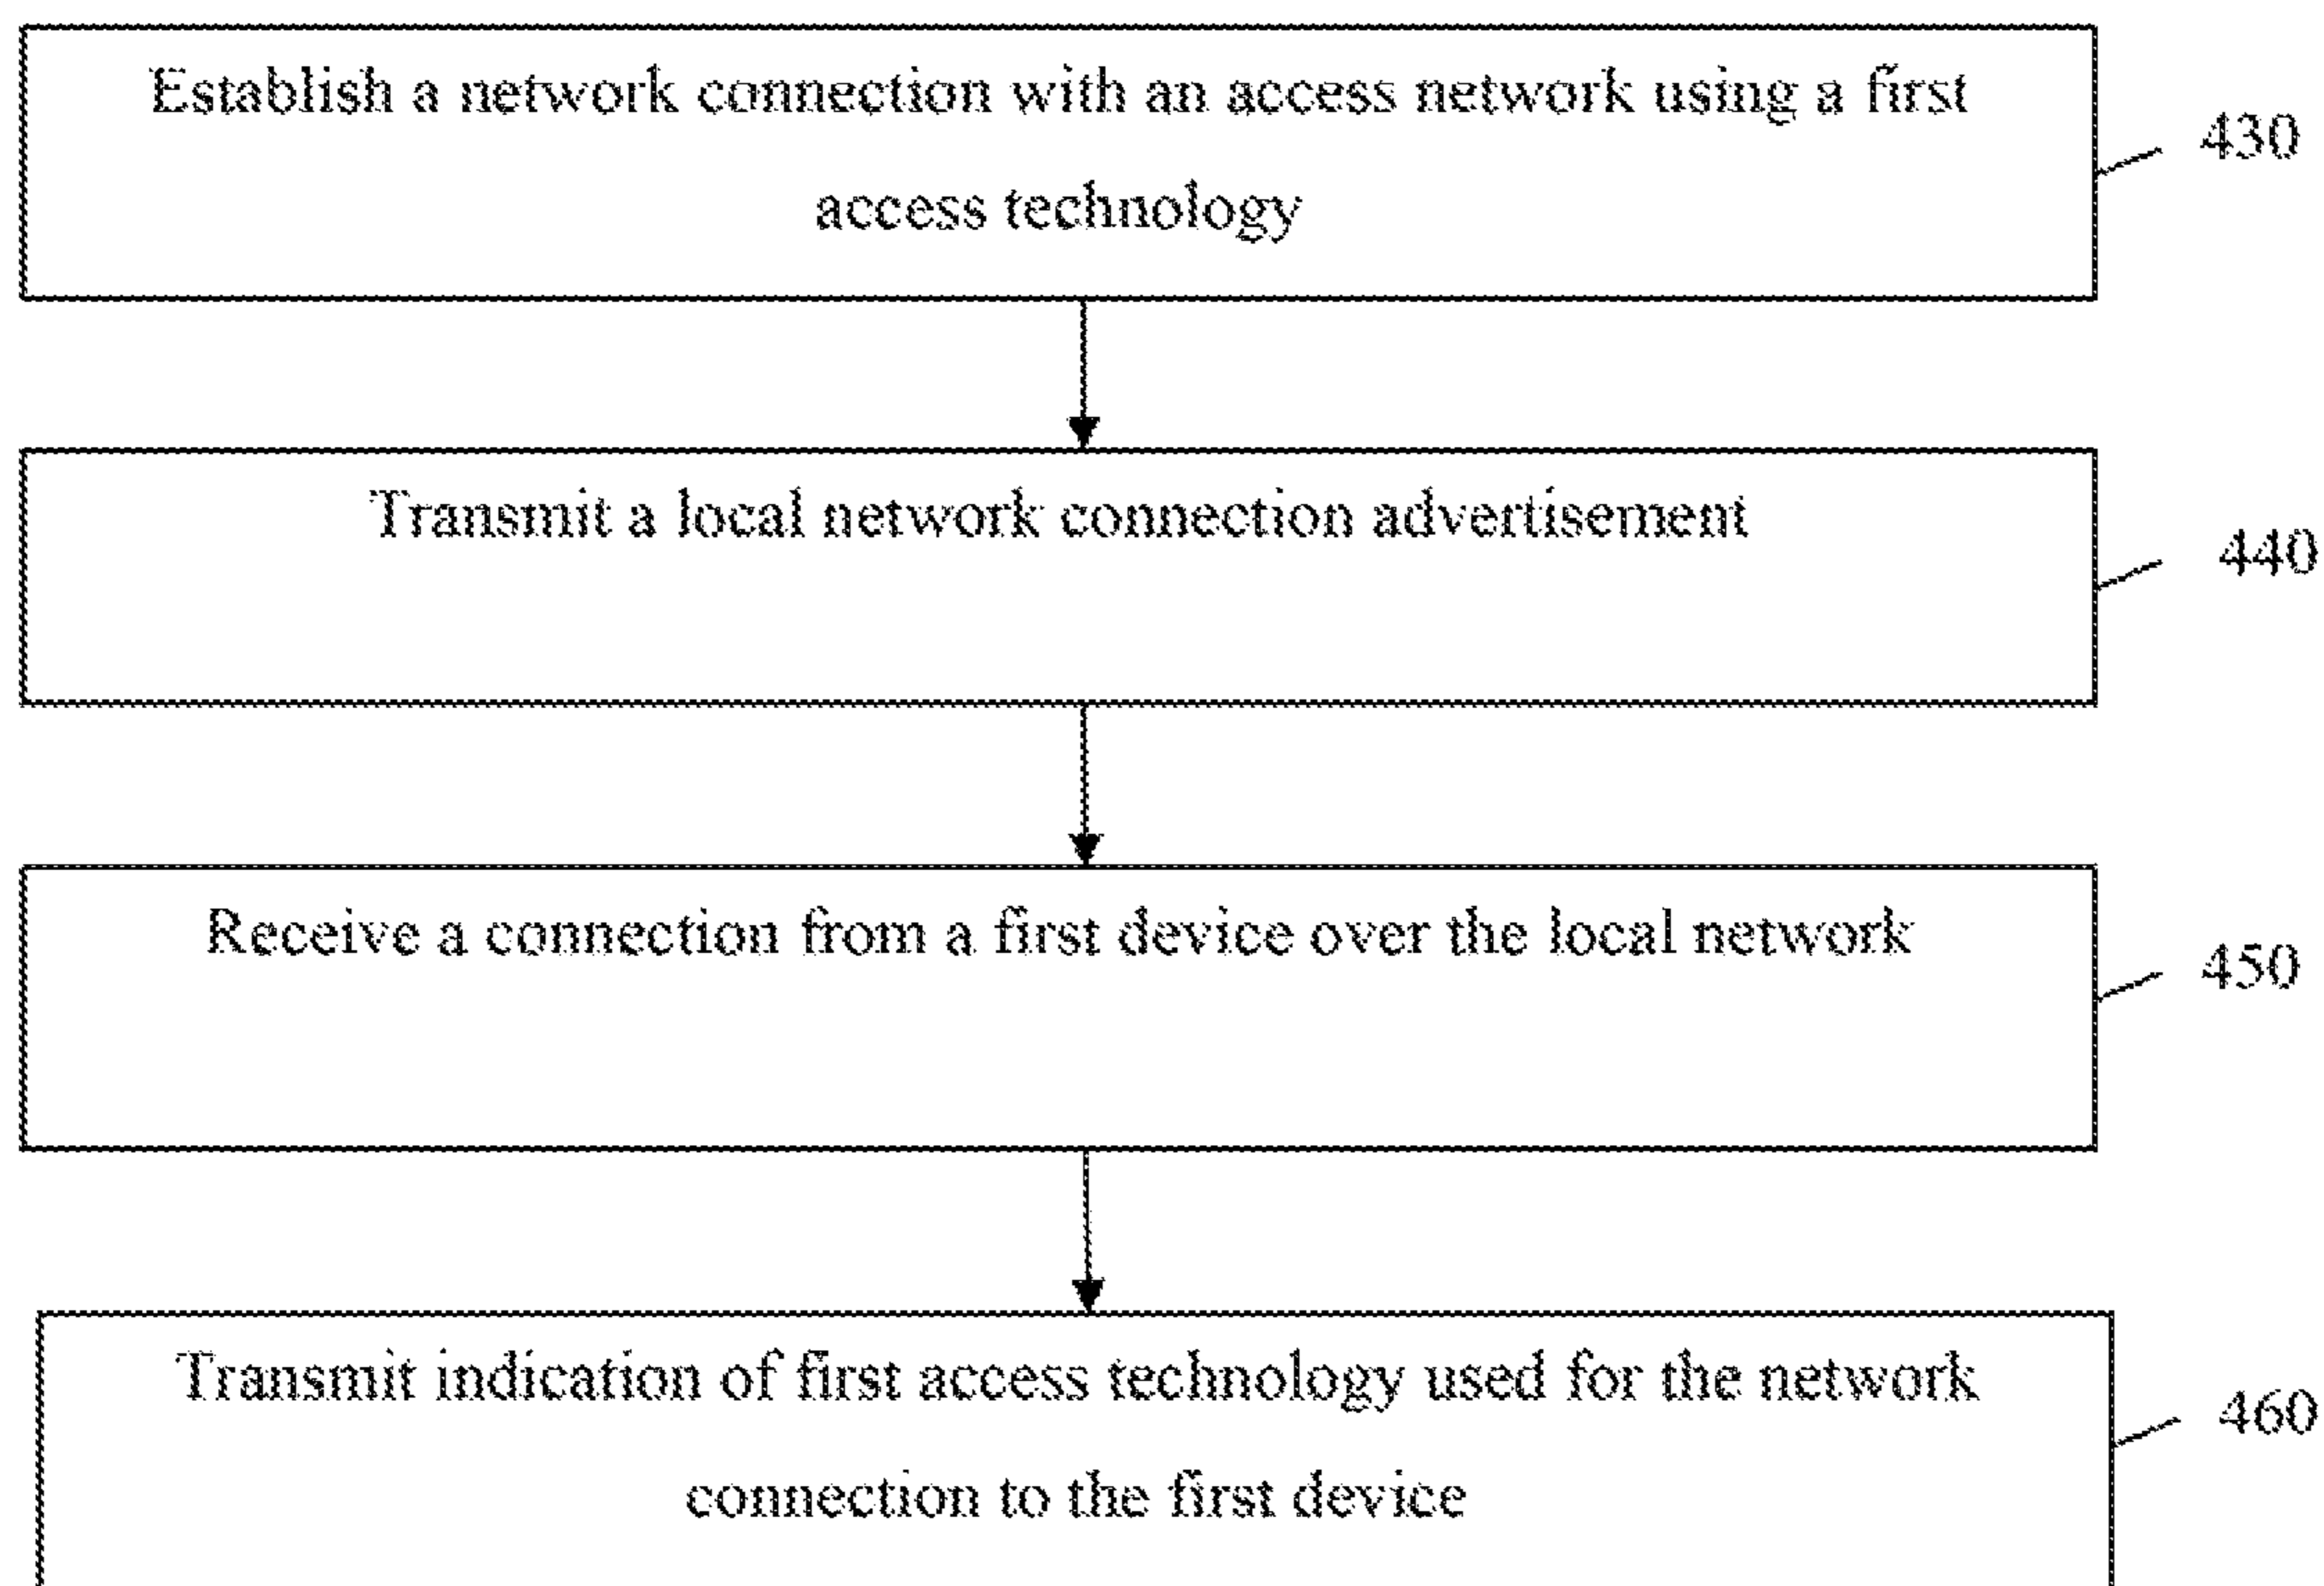 Establish a network connection with an access network using a first
access technology
430
Transmit a local network connection advertisement
440
Receive a connection from a first device over the local network
450
Transmit indication of first access technology used for the network
connection to the first device
460